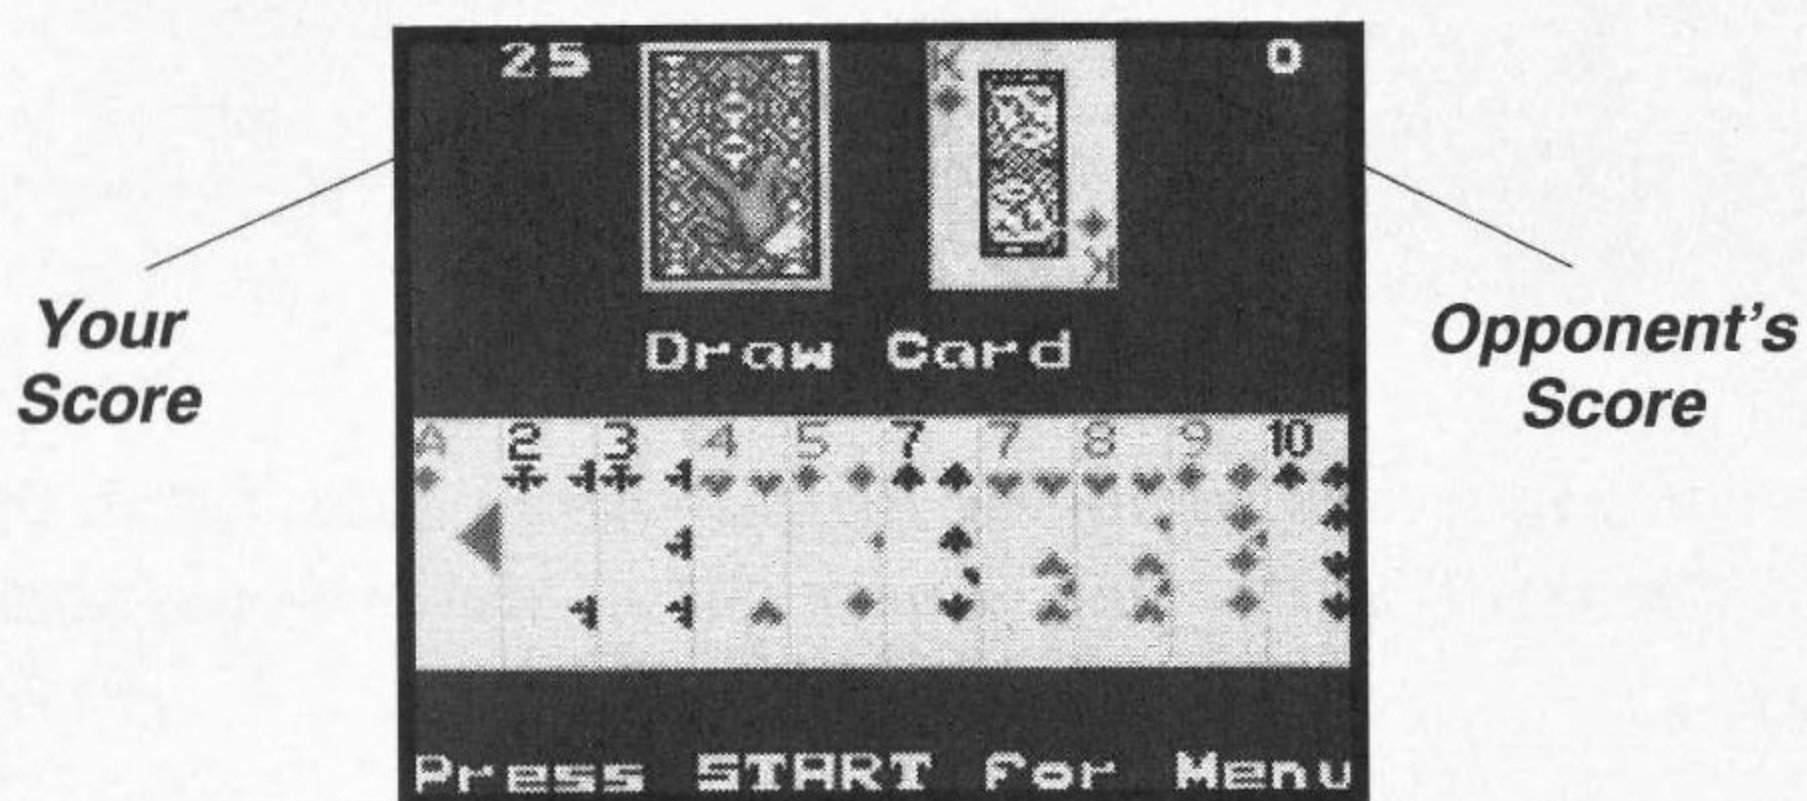 25 K 0
K
Draw Card
Your
Score
Opponent's
Score
A 2 3 4 5 7 7 8 9 10
Press START for Menu